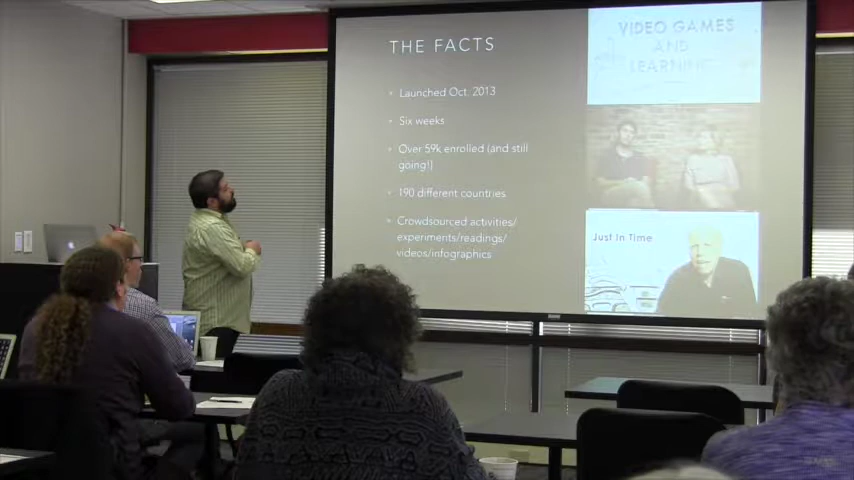 THE FACTS
Launched Oct. 2013
Six weeks
Over 59k enrolled (and still
going!)
190 different countries
Crowdsourced activities/
experiments/readings/
videos/infographics
VIDEO GAMES
AND
LEARNING
Just In Time